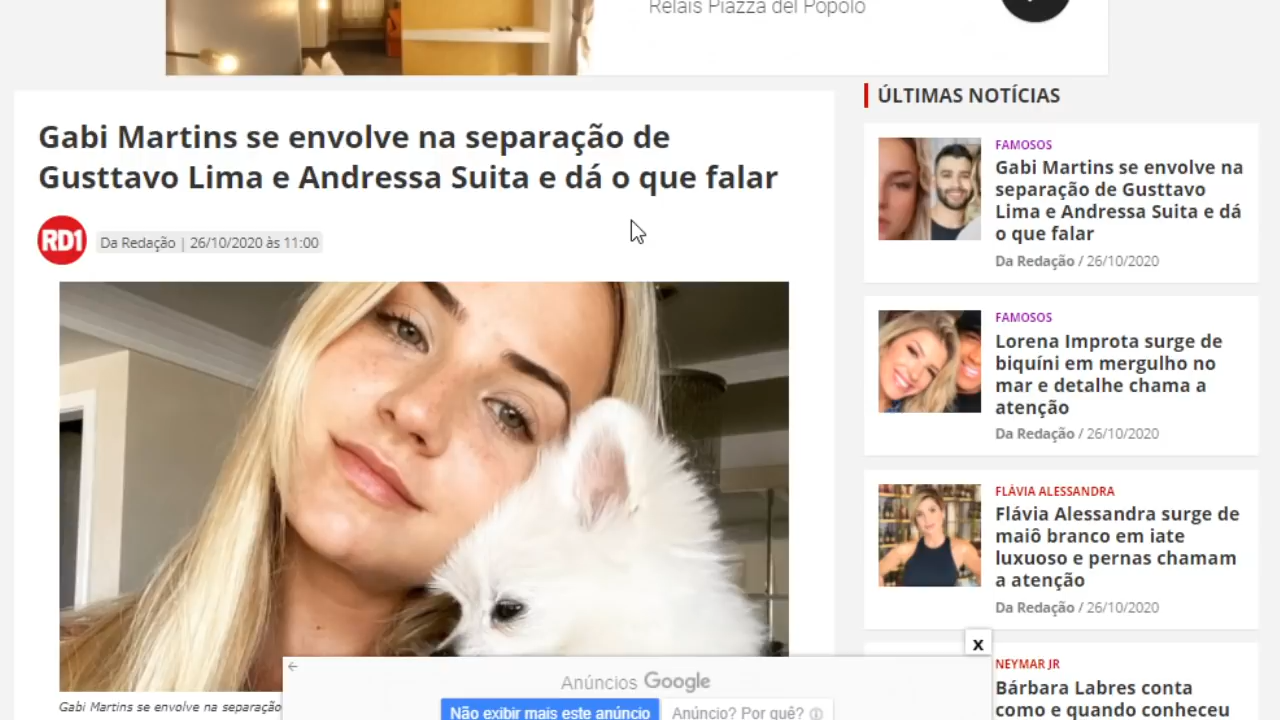 Relais Piazza del Popolo
Gabi Martins se envolve na separação de
Gusttavo Lima e Andressa Suita e dá o que falar
RD1
Da Redação | 26/10/2020 às 11:00
Gabi Martins se envolve na separação
ÚLTIMAS NOTÍCIAS
FAMOSOS
Gabi Martins se envolve na
separação de Gusttavo
Lima e Andressa Suita e dá
o que falar
Da Redação / 26/10/2020
FAMOSOS
Lorena Improta surge de
biquíni em mergulho no
mar e detalhe chama a
atenção
Da Redação / 26/10/2020
FLÁVIA ALESSANDRA
Flávia Alessandra surge de
maiô branco em iate
luxuoso e pernas chamam
a atenção
Da Redação / 26/10/2020
NEYMAR JR
Bárbara Labres conta
como e quando conheceu
x
Anúncios Google
Não exibir mais este anúncio
Anúncio? Por quê?